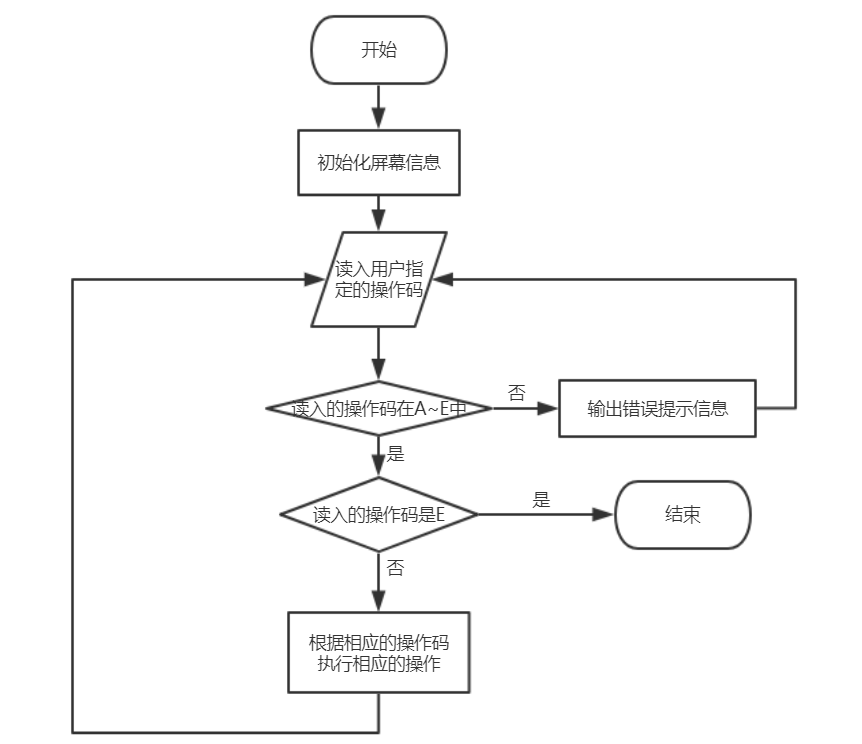 开始
初始化屏幕信息
读入用户指
定的操作码
读入的操作码在A~E中
否
输出错误提示信息
是
读入的操作码是E
是
结束
否
根据相应的操作码
执行相应的操作